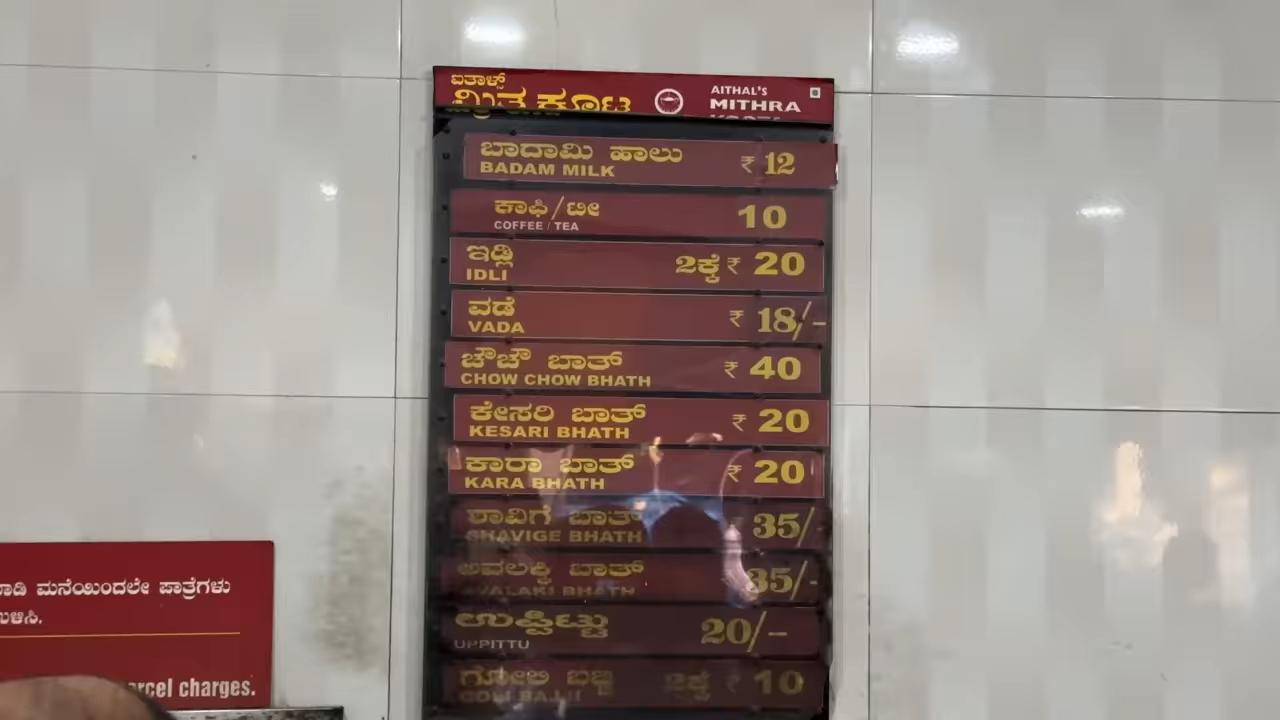 ಐತಾಳ್ಸ್
ಮಿತ್ರ ಕೂಟ
AITHAL'S
MITHRA
ಬಾದಾಮಿ ಹಾಲು ₹ 12
BADAM MILK
ಕಾಫಿ/ಟೀ 10
COFFEE / TEA
ಇಡ್ಲಿ 2ಕ್ಕೆ ₹ 20
IDLI
ವಡೆ ₹ 18/-
VADA
ಚೌಚೌ ಬಾತ್ ₹ 40
CHOW CHOW BHATH
ಕೇಸರಿ ಬಾತ್ ₹ 20
KESARI BHATH
ಕಾರಾ ಬಾತ್ ₹ 20
KARA BHATH
ಶಾವಿಗೆ ಬಾತ್ 35/-
SHAVIGE BHATH
ಅವಲಕ್ಕಿ ಬಾತ್ 35/-
AVALAKI BHATH
ಉಪ್ಪಿಟ್ಟು 20/-
UPPITTU
ಗೋಲಿ ಬಜ್ಜಿ 2ಕ್ಕೆ ₹ 10
GOLI BAJJI
ಮನೆಯಿಂದಲೇ ಪಾತ್ರೆಗಳು
charges.